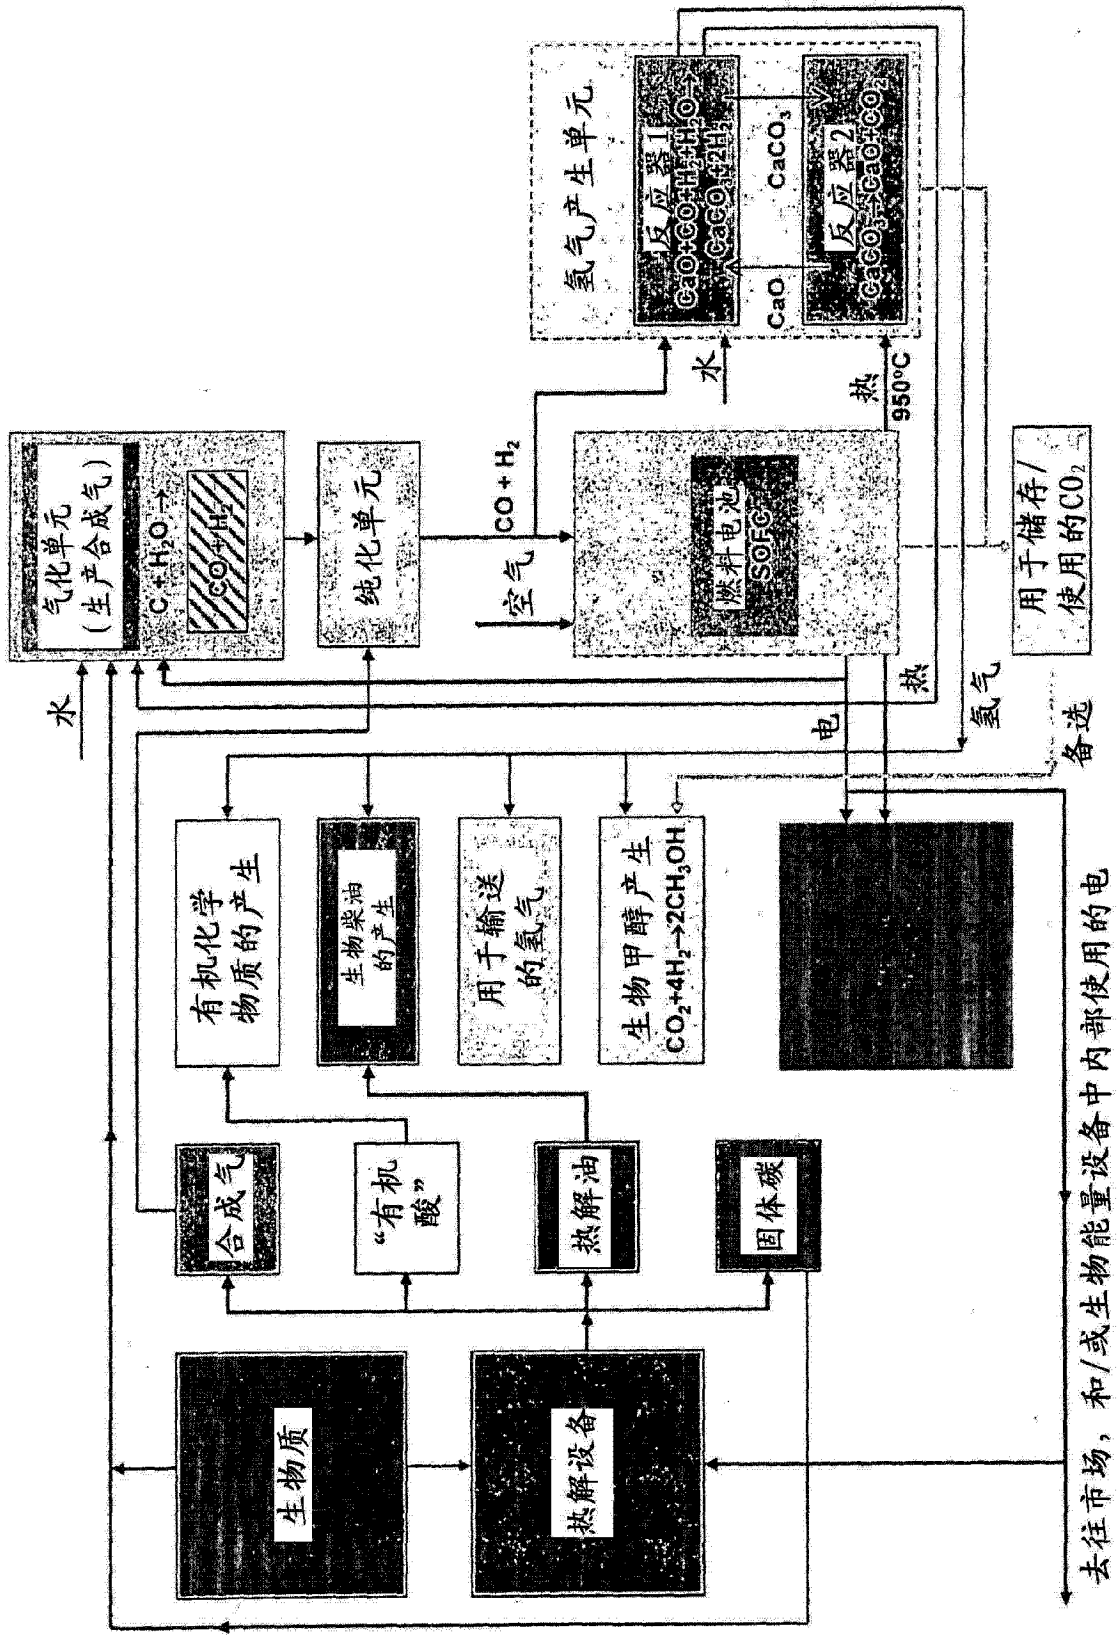 生物质
热解设备
合成气
“有机
酸”
热解油
固体碳
有机化学
物质的产生
生物柴油
的产生
用于输送
的氢气
生物甲醇产生
CO₂+4H₂→2CH₃OH
水
气化单元
(生产合成气)
C + H₂O →
CO + H₂
纯化单元
空气
CO + H₂
燃料电池
SOFC
电
热
氢气
备选
用于储存/
使用的CO₂
水
热
950ºC
氢气产生单元
反应器1
CaO+CO+H₂+H₂O→
CaCO₃+2H₂
CaO
CaCO₃
反应器2
CaCO₃→CaO+CO₂
去往市场，和/或生物能量设备中内部使用的电